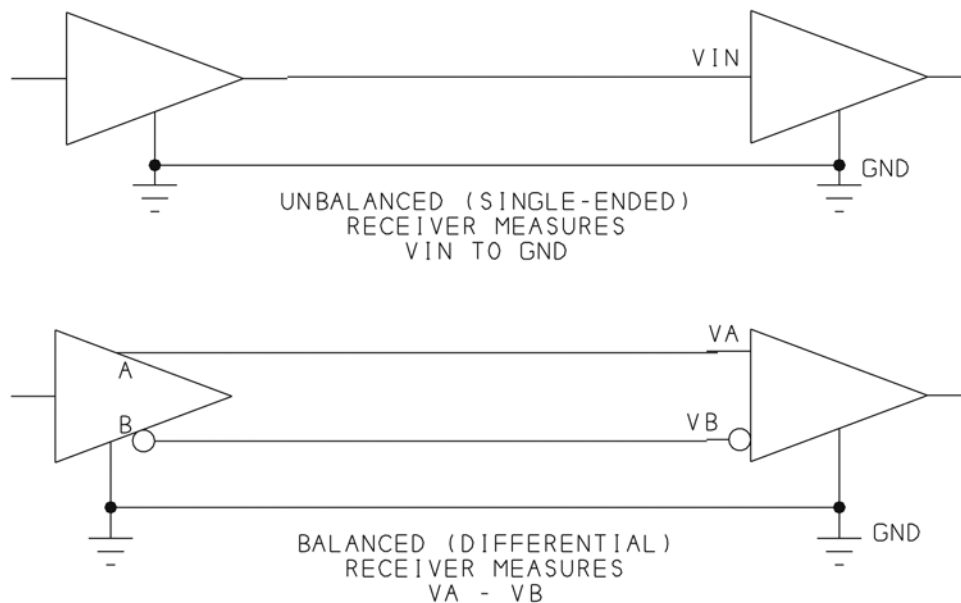 VIN
GND
UNBALANCED (SINGLE-ENDED)
RECEIVER MEASURES
VIN TO GND
A
VA
B
VB
GND
BALANCED (DIFFERENTIAL)
RECEIVER MEASURES
VA - VB